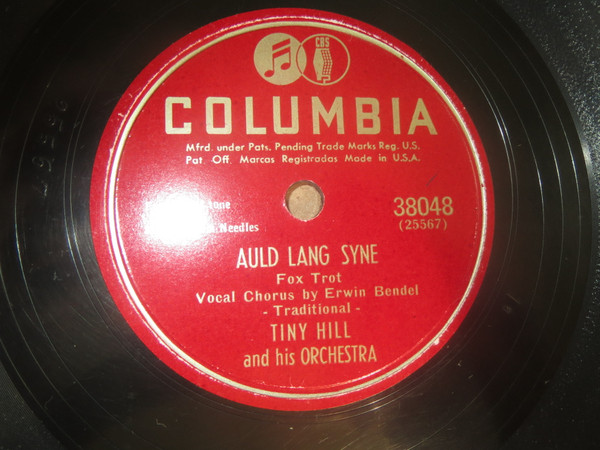 CBS
COLUMBIA
Mfrd. under Pats. Pending Trade Marks Reg. U.S.
Pat. Off. Marcas Registradas Made in U.S.A.
Needles
38048
(25567)
AULD LANG SYNE
Fox Trot
Vocal Chorus by Erwin Bendel
- Traditional -
TINY HILL
and his ORCHESTRA